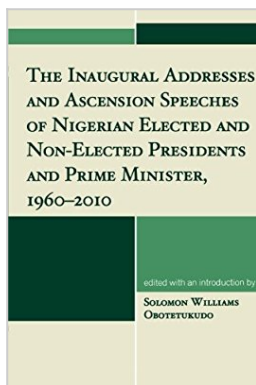 THE INAUGURAL ADDRESSES
AND ASCENSION SPEECHES
OF NIGERIAN ELECTED AND
NON-ELECTED PRESIDENTS
AND PRIME MINISTER,
1960–2010
edited with an introduction by
SOLOMON WILLIAMS
OBOTETUKUDO